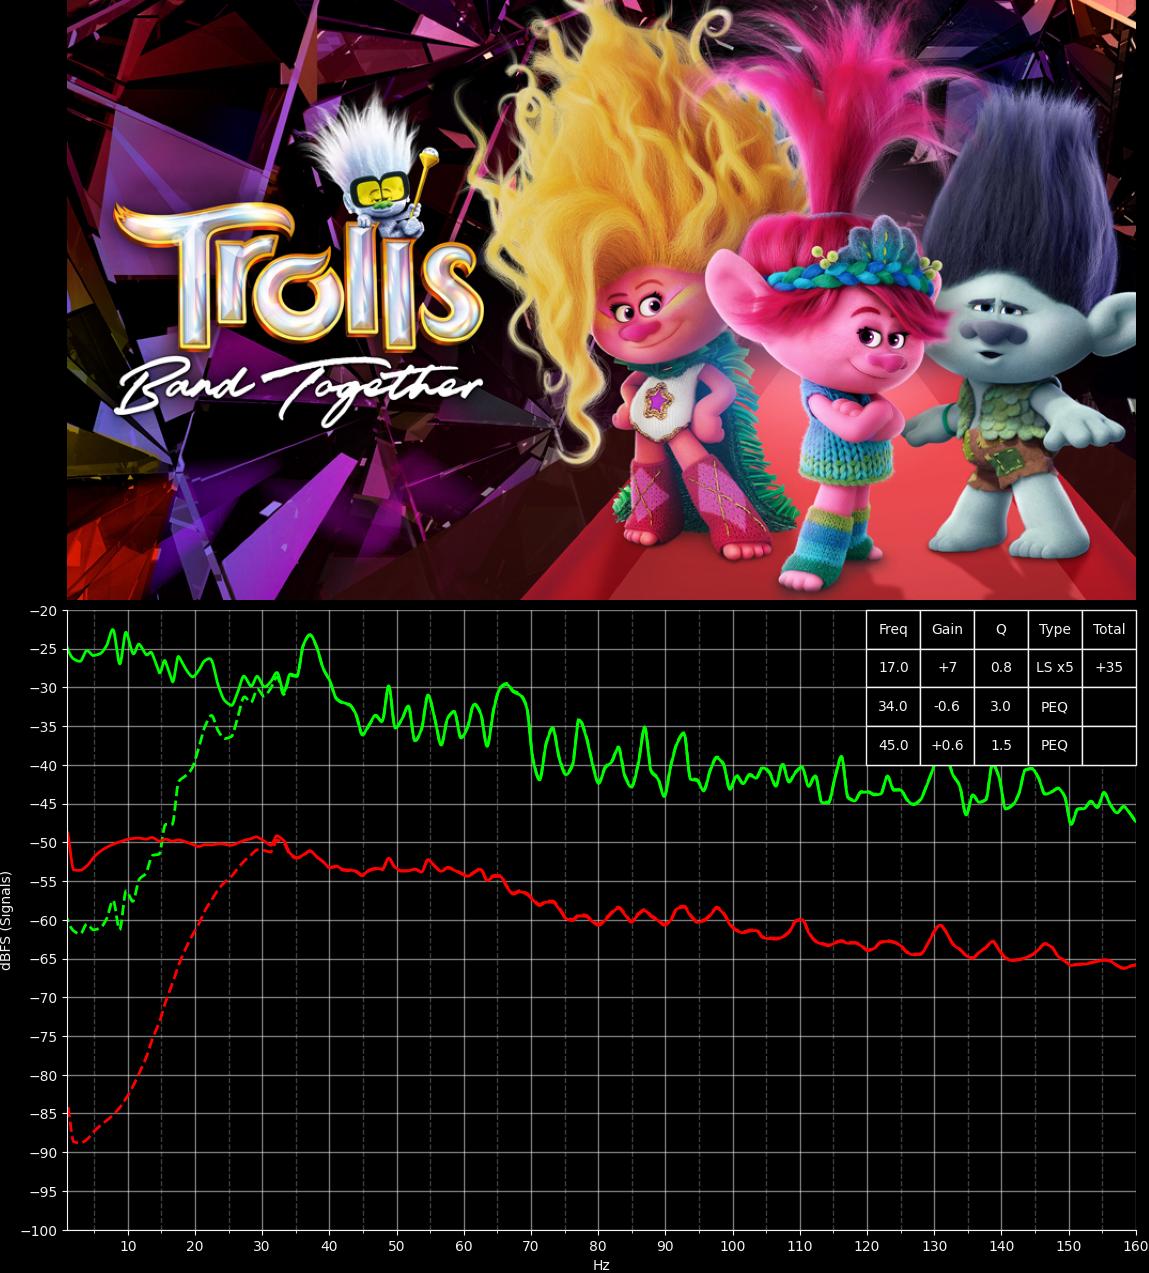 Trolls
Band Together
Freq Gain Q Type Total
17.0 +7 0.8 LS x5 +35
34.0 -0.6 3.0 PEQ
45.0 +0.6 1.5 PEQ
−20
−25
−30
−35
−40
−45
−50
−55
−60
−65
−70
−75
−80
−85
−90
−95
−100
dBFS (Signals)
10 20 30 40 50 60 70 80 90 100 110 120 130 140 150 160
Hz